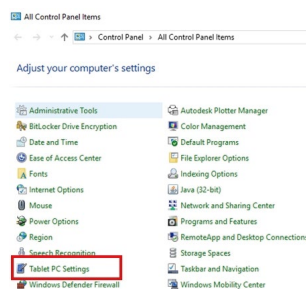 All Control Panel Items
Control Panel > All Control Panel Items
Adjust your computer's settings
Administrative Tools
BitLocker Drive Encryption
Date and Time
Ease of Access Center
Fonts
Internet Options
Mouse
Power Options
Region
Speech Recognition
Tablet PC Settings
Windows Defender Firewall
Autodesk Plotter Manager
Color Management
Default Programs
File Explorer Options
Indexing Options
Java (32-bit)
Network and Sharing Center
Programs and Features
RemoteApp and Desktop Connection
Storage Spaces
Taskbar and Navigation
Windows Mobility Center